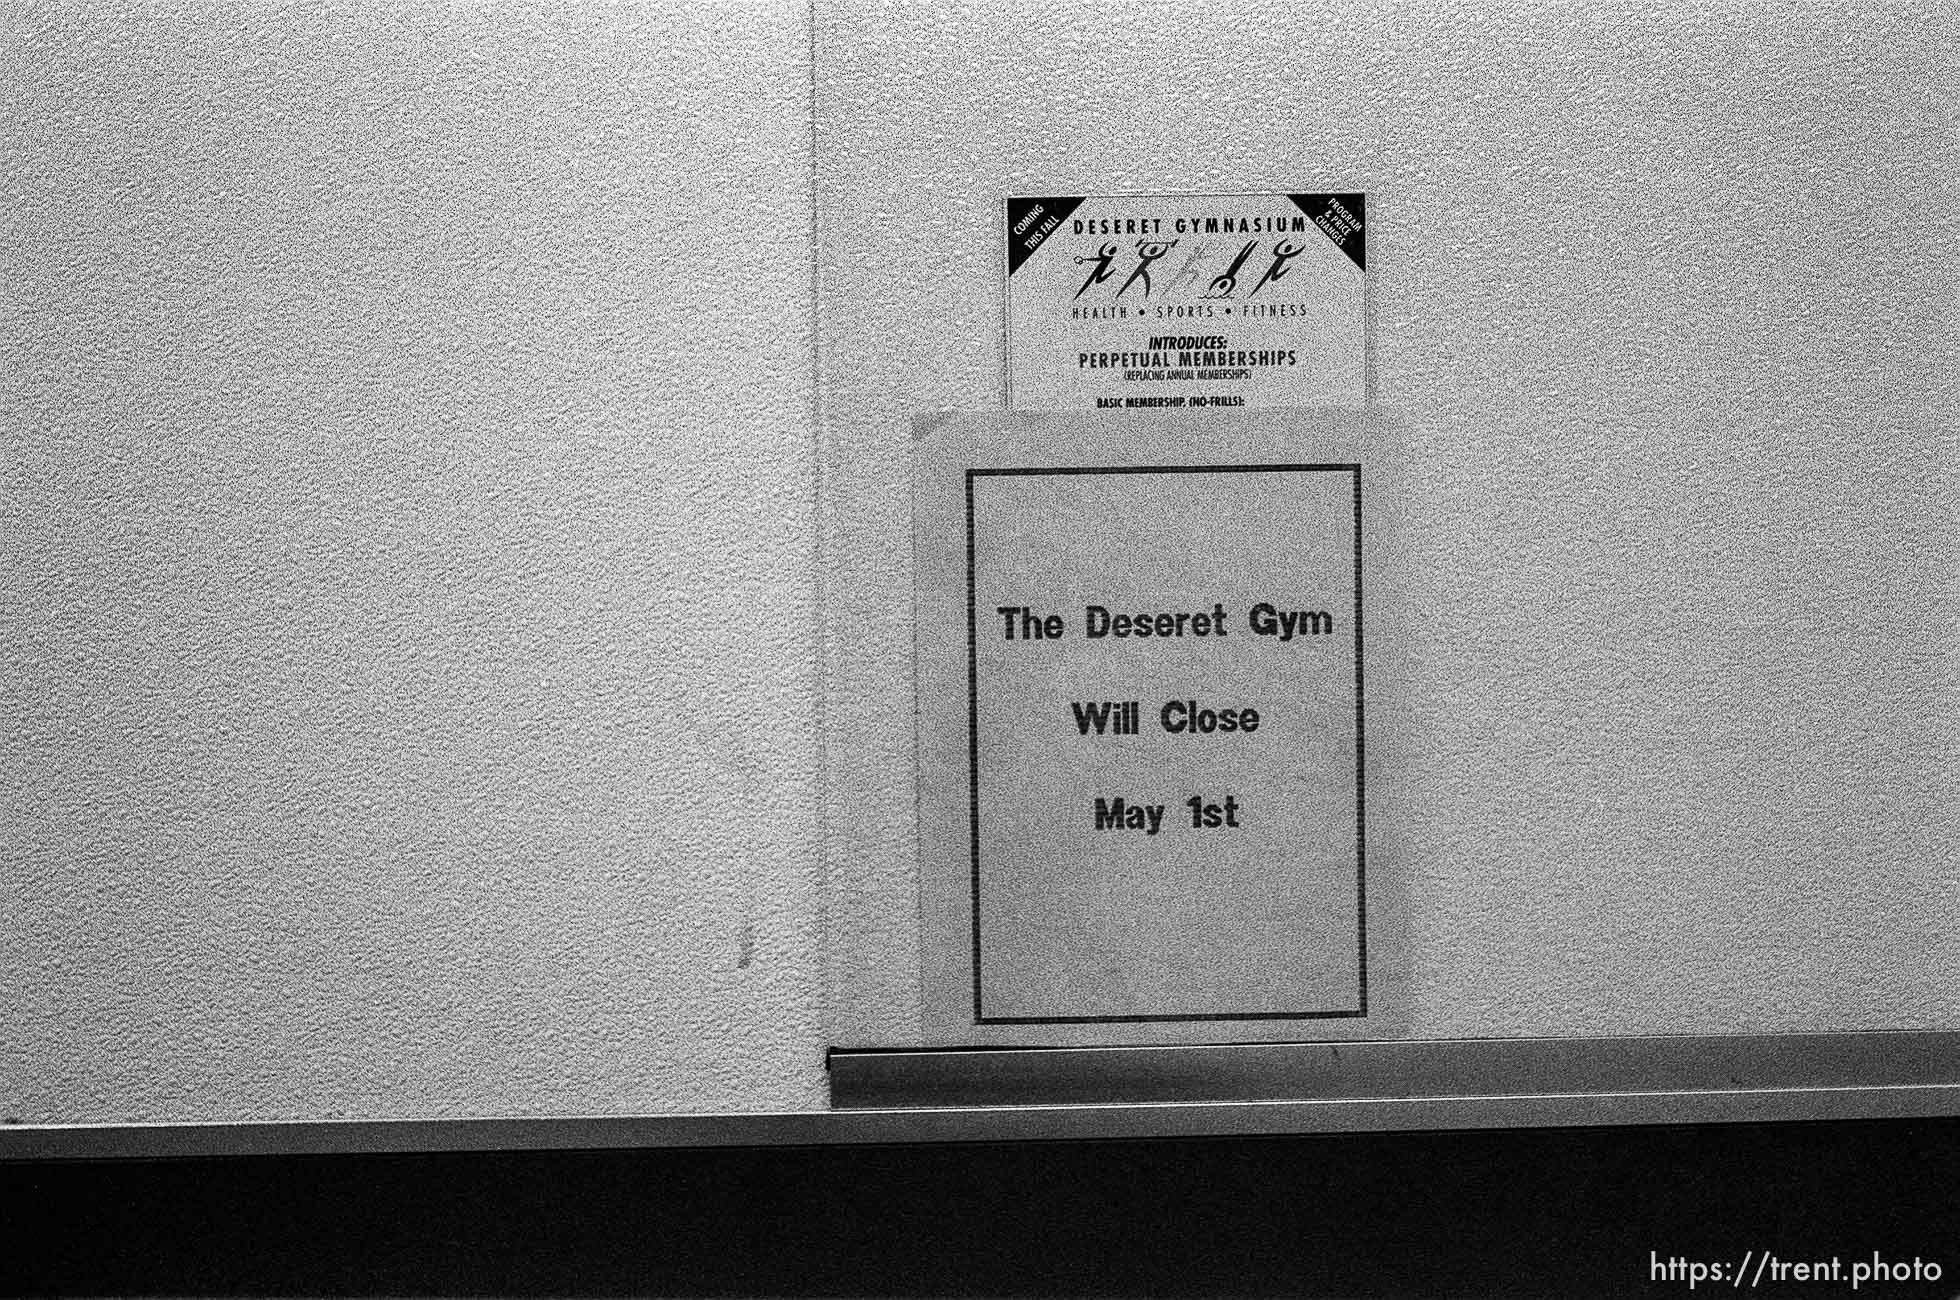 COMING
THIS FALL
PROGRAM
& PRICE
CHANGES
DESERET GYMNASIUM
HEALTH • SPORTS • FITNESS
INTRODUCES:
PERPETUAL MEMBERSHIPS
(REPLACING ANNUAL MEMBERSHIPS)
BASIC MEMBERSHIP, (NO-FRILLS):
The Deseret Gym
Will Close
May 1st
https://trent.photo